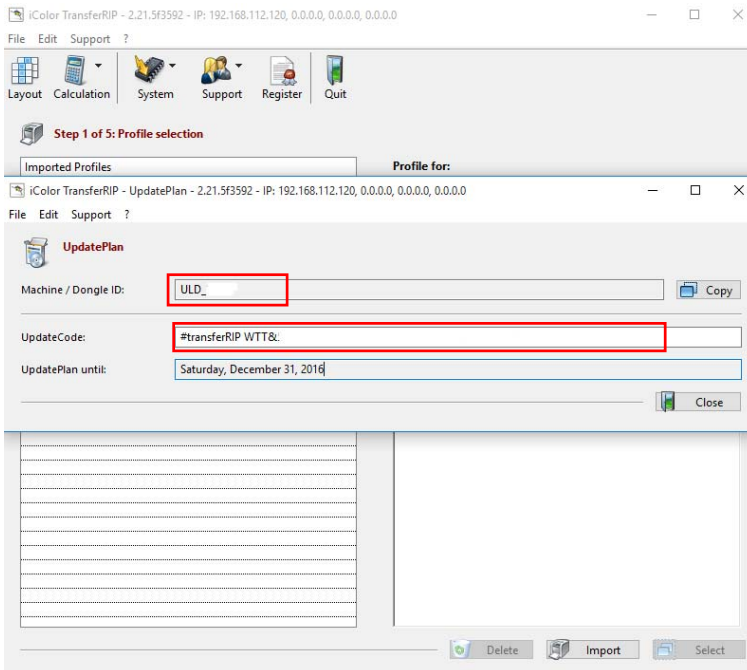 iColor TransferRIP - 2.21.5f3592 - IP: 192.168.112.120, 0.0.0.0, 0.0.0.0, 0.0.0.0
File Edit Support ?
Layout Calculation System Support Register Quit
Step 1 of 5: Profile selection
Imported Profiles Profile for:
iColor TransferRIP - UpdatePlan - 2.21.5f3592 - IP: 192.168.112.120, 0.0.0.0, 0.0.0.0, 0.0.0.0
File Edit Support ?
UpdatePlan
Machine / Dongle ID: ULD_ Copy
UpdateCode: #transferRIP WTT&:
UpdatePlan until: Saturday, December 31, 2016
Close
Delete Import Select